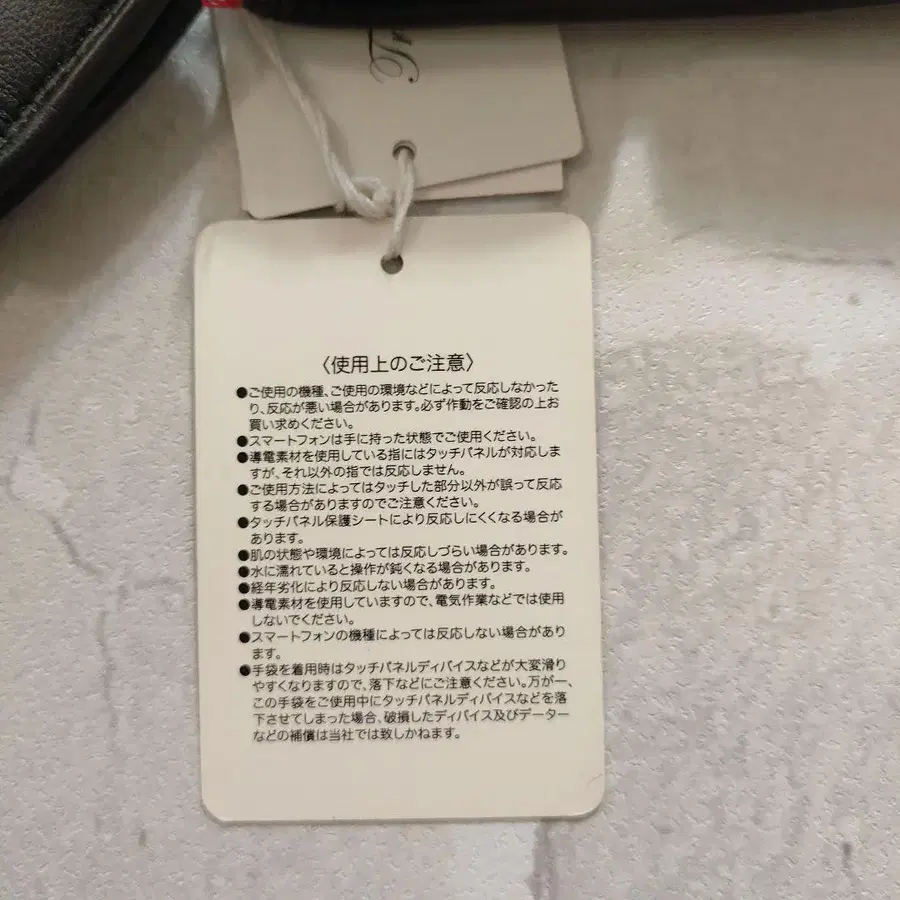 〈使用上のご注意〉
●ご使用の機種、ご使用の環境などによって反応しなかった
り、反応が悪い場合があります。必ず作動をご確認の上お
買い求めください。
●スマートフォンは手に持った状態でご使用ください。
●導電素材を使用している指にはタッチパネルが対応しま
すが、それ以外の指では反応しません。
●ご使用方法によってはタッチした部分以外が誤って反応
する場合がありますのでご注意ください。
●タッチパネル保護シートにより反応しにくくなる場合が
あります。
●肌の状態や環境によっては反応しづらい場合があります。
●水に濡れていると操作が鈍くなる場合があります。
●経年劣化により反応しない場合があります。
●導電素材を使用していますので、電気作業などでは使用
しないでください。
●スマートフォンの機種によっては反応しない場合があり
ます。
●手袋を着用時はタッチパネルディバイスなどが大変滑り
やすくなりますので、落下などにご注意ください。万が一、
この手袋をご使用中にタッチパネルディバイスなどを落
下させてしまった場合、破損したディバイス及びデーター
などの補償は当社では致しかねます。